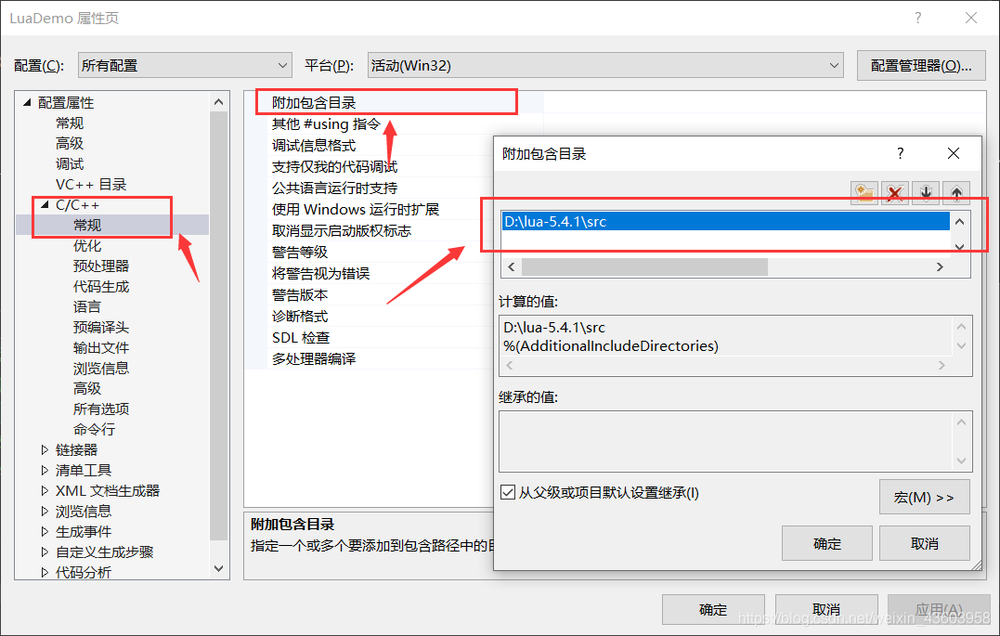 LuaDemo 属性页
配置(C): 所有配置 平台(P): 活动(Win32) 配置管理器(O)...
配置属性
常规
高级
调试
VC++ 目录
C/C++
常规
优化
预处理器
代码生成
语言
预编译头
输出文件
浏览信息
高级
所有选项
命令行
链接器
清单工具
XML 文档生成器
浏览信息
生成事件
自定义生成步骤
代码分析
附加包含目录
其他 #using 指令
调试信息格式
支持仅我的代码调试
公共语言运行时支持
使用 Windows 运行时扩展
取消显示启动版权标志
警告等级
将警告视为错误
警告版本
诊断格式
SDL 检查
多处理器编译
附加包含目录
指定一个或多个要添加到包含路径中的目
附加包含目录
D:\lua-5.4.1\src
计算的值:
D:\lua-5.4.1\src
%(AdditionalIncludeDirectories)
继承的值:
从父级或项目默认设置继承(I)
宏(M) >>
确定 取消
确定 取消 应用(A)
https://blog.csdn.net/weixin_43603958